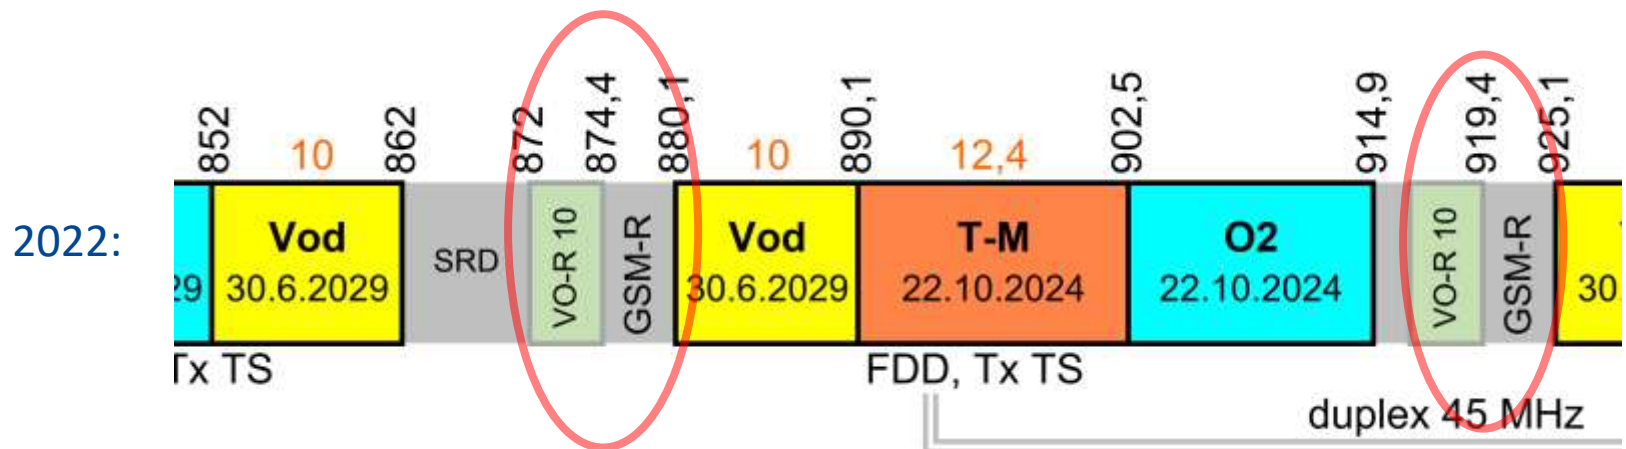 852
10
862
872
874,4
880,1
10
890,1
12,4
902,5
914,9
919,4
925,1
2022:
29
Vod
30.6.2029
SRD
VO-R 10
GSM-R
Vod
30.6.2029
T-M
22.10.2024
O2
22.10.2024
VO-R 10
GSM-R
30.
Tx TS
FDD, Tx TS
duplex 45 MHz